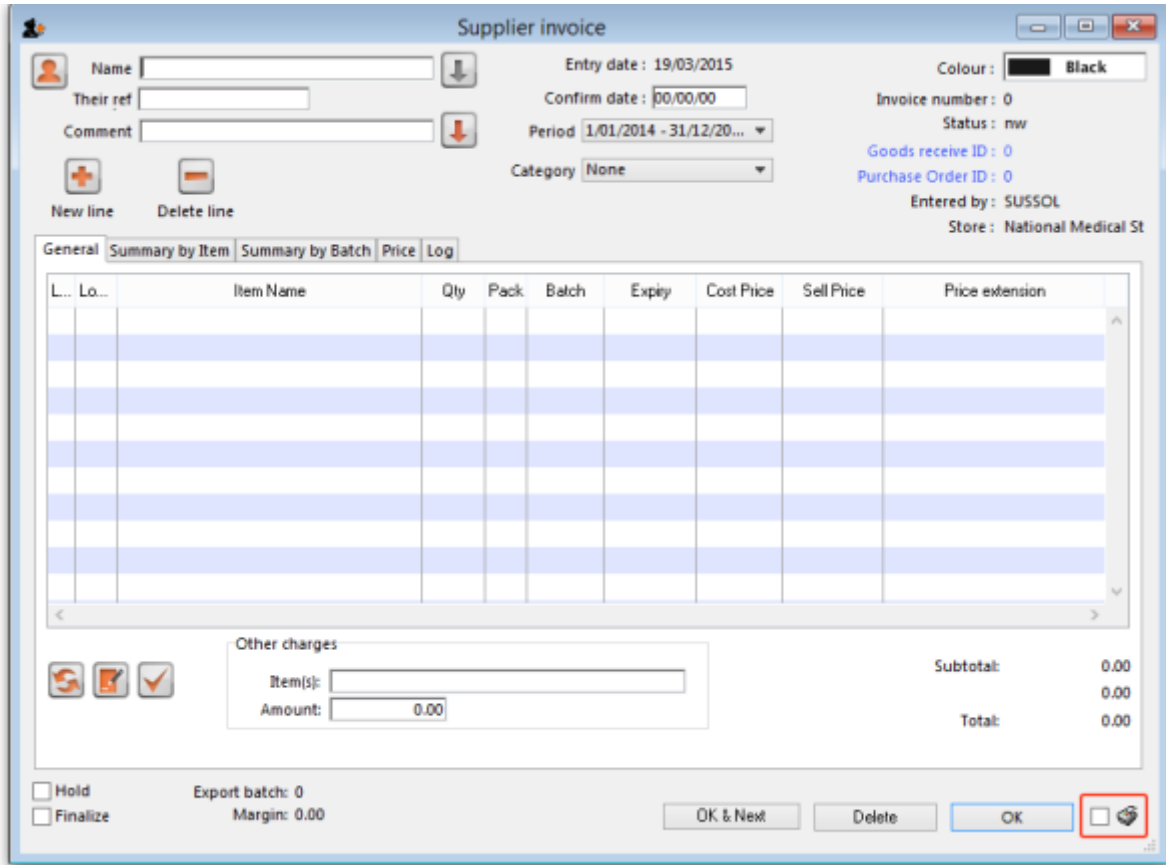 Supplier invoice
Name
Entry date : 19/03/2015
Colour : Black
Their ref
Confirm date : 00/00/00
Invoice number : 0
Comment
Period 1/01/2014 - 31/12/20...
Status : nw
Goods receive ID : 0
Category None
Purchase Order ID : 0
New line
Delete line
Entered by : SUSSOL
Store : National Medical St
General Summary by Item Summary by Batch Price Log
L... Lo... Item Name Qty Pack Batch Expiry Cost Price Sell Price Price extension
Other charges
Item(s):
Amount: 0.00
Subtotal: 0.00
0.00
Total: 0.00
Hold
Export batch: 0
Finalize
Margin: 0.00
OK & Next
Delete
OK